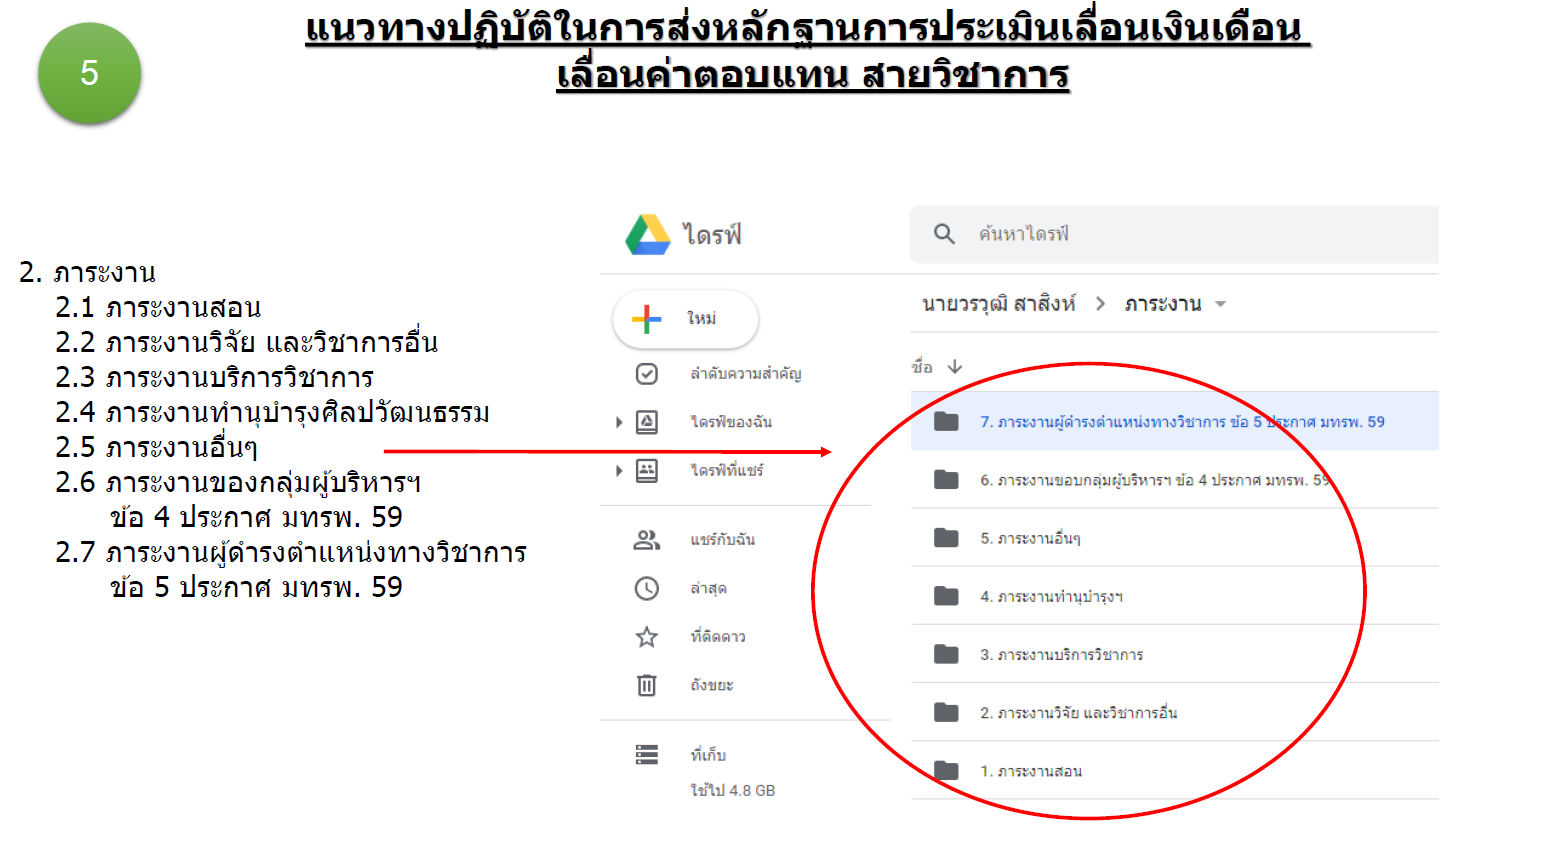 5
แนวทางปฏิบัติในการส่งหลักฐานการประเมินเลื่อนเงินเดือน
เลื่อนค่าตอบแทน สายวิชาการ
2. ภาระงาน
2.1 ภาระงานสอน
2.2 ภาระงานวิจัย และวิชาการอื่น
2.3 ภาระงานบริการวิชาการ
2.4 ภาระงานทำนุบำรุงศิลปวัฒนธรรม
2.5 ภาระงานอื่นๆ
2.6 ภาระงานของกลุ่มผู้บริหารฯ
ข้อ 4 ประกาศ มทรพ. 59
2.7 ภาระงานผู้ดำรงตำแหน่งทางวิชาการ
ข้อ 5 ประกาศ มทรพ. 59
ไดรฟ์
ค้นหาไดรฟ์
ใหม่
ลำดับความสำคัญ
ไดรฟ์ของฉัน
ไดรฟ์ที่แชร์
แชร์กับฉัน
ล่าสุด
ที่ติดดาว
ถังขยะ
ที่เก็บ
ใช้ไป 4.8 GB
นายวรวุฒิ สาสิงห์ > ภาระงาน
ชื่อ
7. ภาระงานผู้ดำรงตำแหน่งทางวิชาการ ข้อ 5 ประกาศ มทรพ. 59
6. ภาระงานขอบกลุ่มผู้บริหารฯ ข้อ 4 ประกาศ มทรพ. 59
5. ภาระงานอื่นๆ
4. ภาระงานทำนุบำรุงฯ
3. ภาระงานบริการวิชาการ
2. ภาระงานวิจัย และวิชาการอื่น
1. ภาระงานสอน